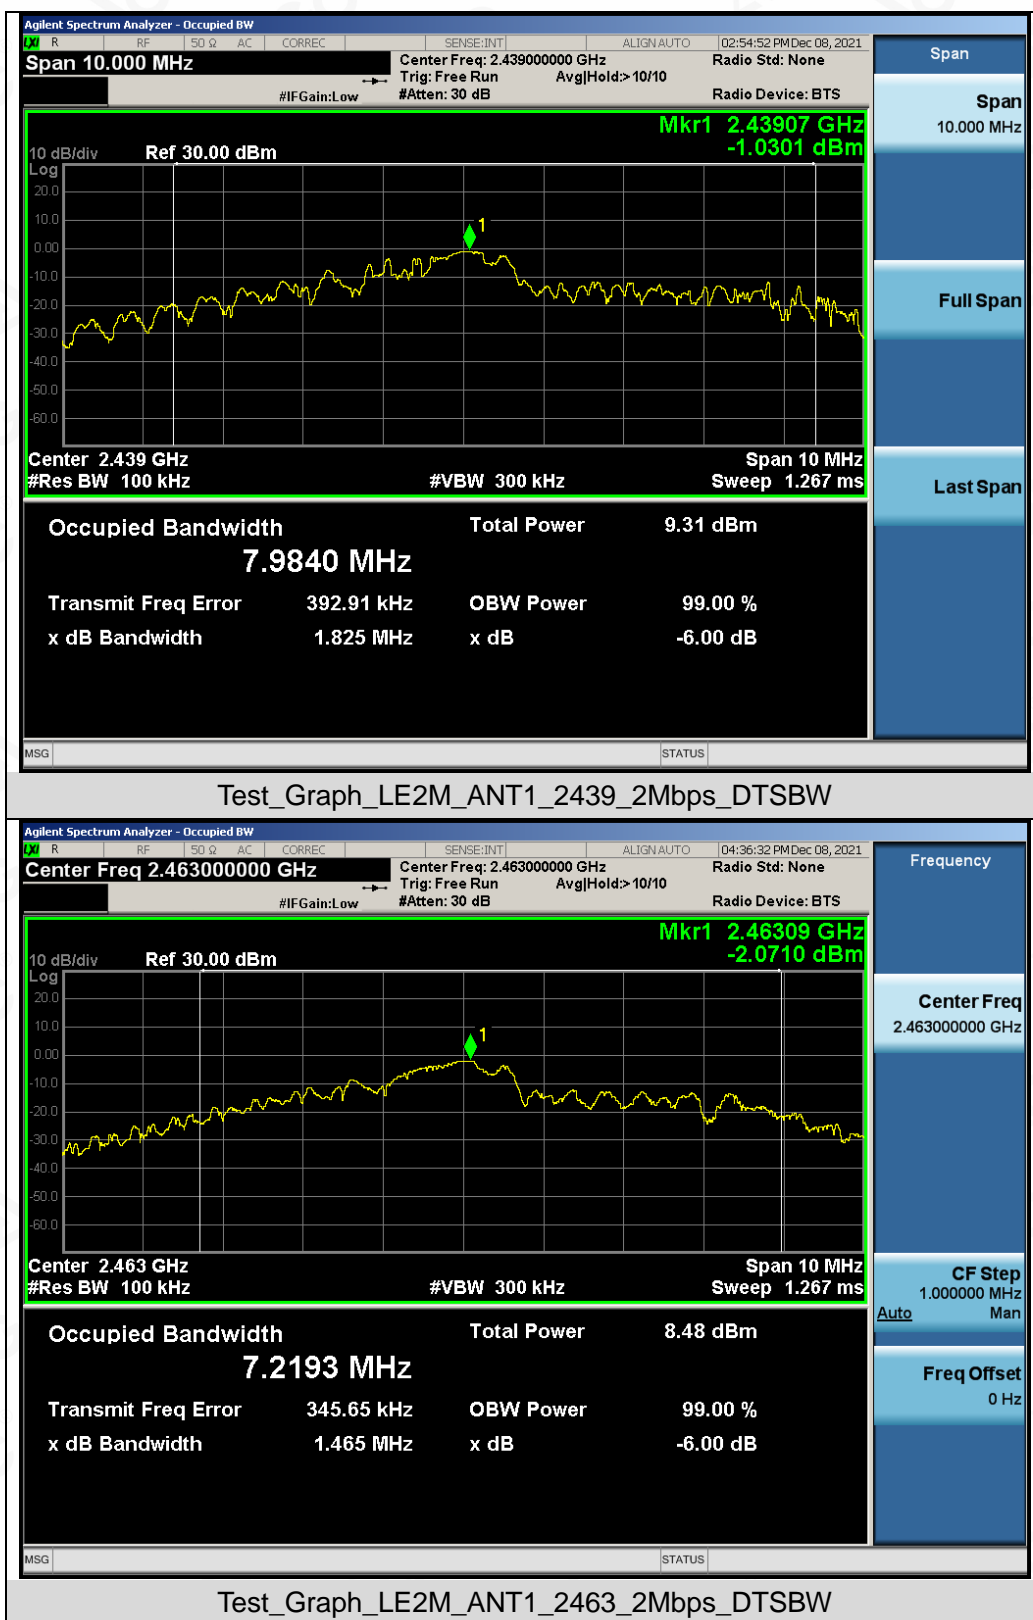 Agilent Spectrum Analyzer - Occupied BW
LXI R RF 50 Ω AC CORREC SENSE:INT ALIGNAUTO 02:54:52 PM Dec 08, 2021
Span 10.000 MHz
Center Freq: 2.439000000 GHz
Radio Std: None
Trig: Free Run Avg|Hold:>10/10
#IFGain:Low
#Atten: 30 dB
Radio Device: BTS
Mkr1 2.43907 GHz
-1.0301 dBm
10 dB/div Ref 30.00 dBm
Log
20.0
10.0
1
0.00
-10.0
-20.0
-30.0
-40.0
-50.0
-60.0
Center 2.439 GHz Span 10 MHz
#Res BW 100 kHz #VBW 300 kHz Sweep 1.267 ms
Occupied Bandwidth Total Power 9.31 dBm
7.9840 MHz
Transmit Freq Error 392.91 kHz OBW Power 99.00 %
x dB Bandwidth 1.825 MHz x dB -6.00 dB
MSG STATUS
Span
Span
10.000 MHz
Full Span
Last Span
Test_Graph_LE2M_ANT1_2439_2Mbps_DTSBW
Agilent Spectrum Analyzer - Occupied BW
LXI R RF 50 Ω AC CORREC SENSE:INT ALIGNAUTO 04:36:32 PM Dec 08, 2021
Center Freq 2.463000000 GHz
Center Freq: 2.463000000 GHz
Radio Std: None
Trig: Free Run Avg|Hold:>10/10
#IFGain:Low
#Atten: 30 dB
Radio Device: BTS
Mkr1 2.46309 GHz
-2.0710 dBm
10 dB/div Ref 30.00 dBm
Log
20.0
10.0
1
0.00
-10.0
-20.0
-30.0
-40.0
-50.0
-60.0
Center 2.463 GHz Span 10 MHz
#Res BW 100 kHz #VBW 300 kHz Sweep 1.267 ms
Occupied Bandwidth Total Power 8.48 dBm
7.2193 MHz
Transmit Freq Error 345.65 kHz OBW Power 99.00 %
x dB Bandwidth 1.465 MHz x dB -6.00 dB
MSG STATUS
Frequency
Center Freq
2.463000000 GHz
CF Step
1.000000 MHz
Auto Man
Freq Offset
0 Hz
Test_Graph_LE2M_ANT1_2463_2Mbps_DTSBW